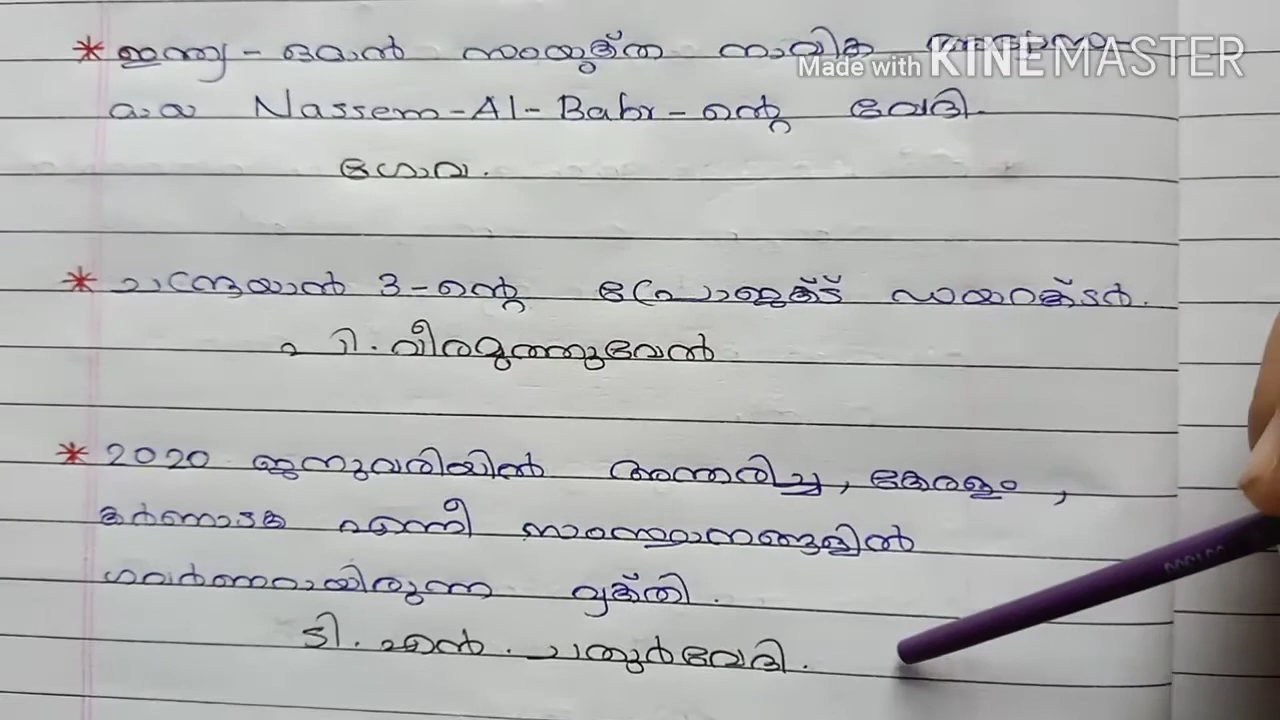 * ഇന്ത്യ - ഒമാൻ സംയുക്ത നാവിക
Made with KINEMASTER
മായ Nassem-Al-Bahr-ന്റെ വേദി.
ഗോവ.
* ചന്ദ്രയാൻ 3-ന്റെ പ്രോജക്ട് ഡയറക്ടർ.
പി. വീരമുത്തുവേൽ
* 2020 ജനുവരിയിൽ അന്തരിച്ച, കേരളം,
കർണാടക എന്നീ സംസ്ഥാനങ്ങളിൽ
ഗവർണറായിരുന്ന വ്യക്തി.
ടി. എൻ. ചതുർവേദി.